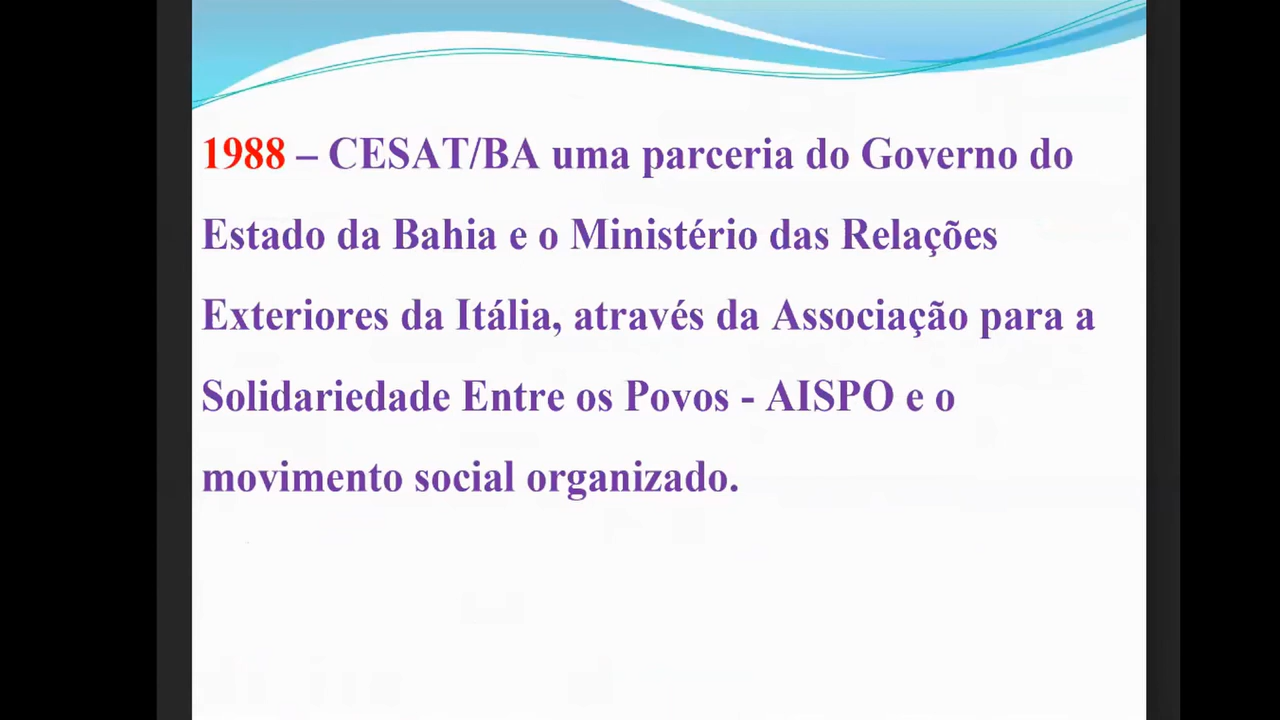 1988 – CESAT/BA uma parceria do Governo do
Estado da Bahia e o Ministério das Relações
Exteriores da Itália, através da Associação para a
Solidariedade Entre os Povos - AISPO e o
movimento social organizado.